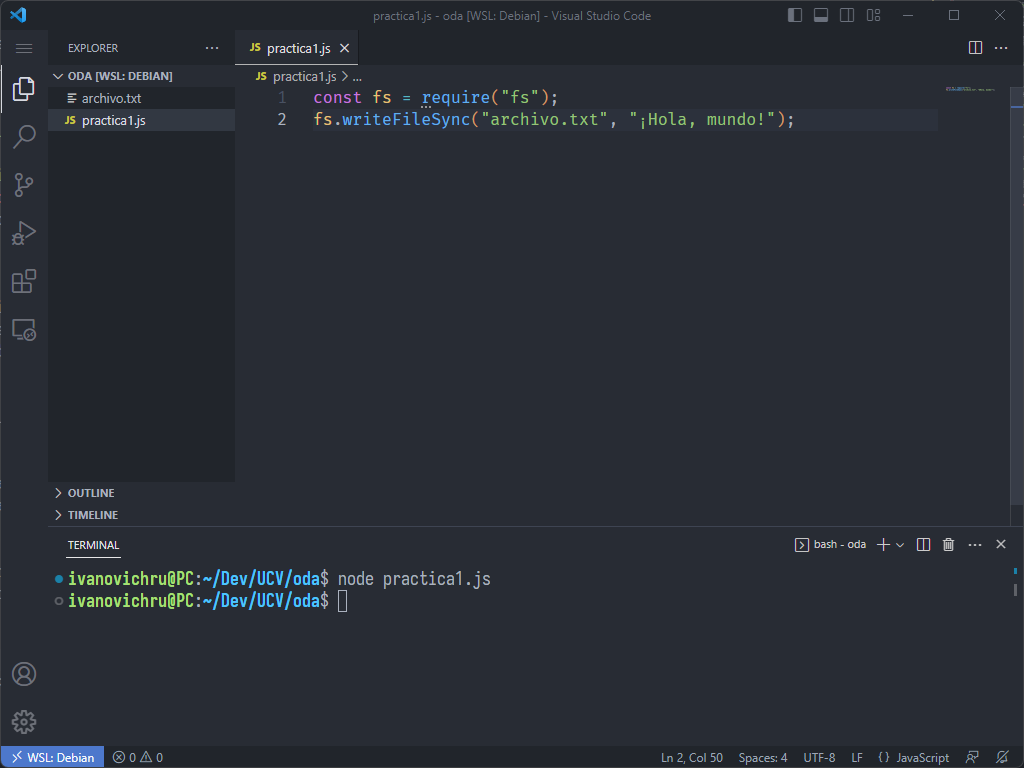 practica1.js - oda [WSL: Debian] - Visual Studio Code
EXPLORER
JS practica1.js
ODA [WSL: DEBIAN]
archivo.txt
JS practica1.js
JS practica1.js > ...
1 const fs = require("fs");
2 fs.writeFileSync("archivo.txt", "¡Hola, mundo!");
OUTLINE
TIMELINE
TERMINAL
bash - oda
ivanovichru@PC:~/Dev/UCV/oda$ node practica1.js
ivanovichru@PC:~/Dev/UCV/oda$
WSL: Debian
0 0
Ln 2, Col 50
Spaces: 4
UTF-8
LF
{ } JavaScript